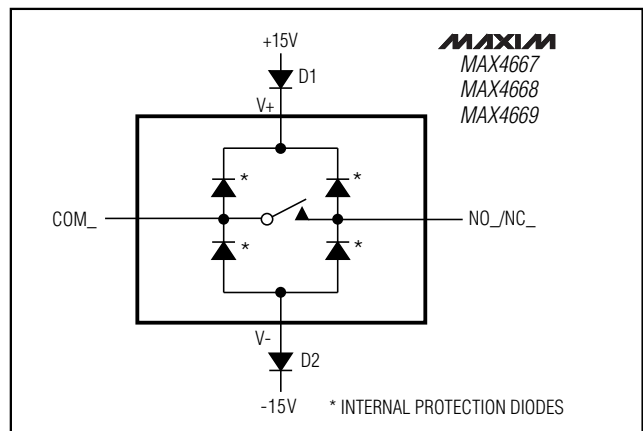 +15V
MAXIM
D1
MAX4667
MAX4668
MAX4669
V+
*
*
COM_
NO_/NC_
*
*
V-
D2
-15V
* INTERNAL PROTECTION DIODES